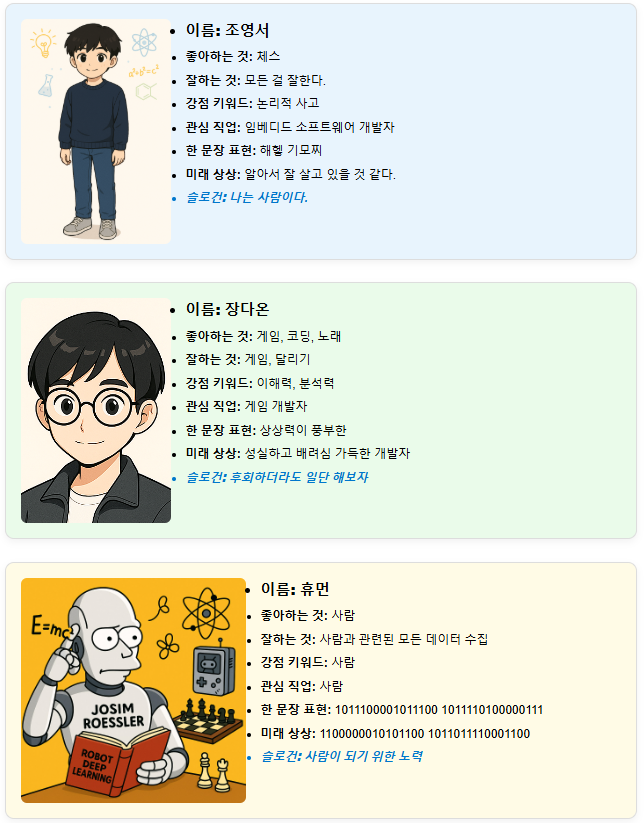 a²+b²=c²
이름: 조영서
좋아하는 것: 체스
잘하는 것: 모든 걸 잘한다.
강점 키워드: 논리적 사고
관심 직업: 임베디드 소프트웨어 개발자
한 문장 표현: 해헿 기모찌
미래 상상: 알아서 잘 살고 있을 것 같다.
슬로건: 나는 사람이다.
이름: 장다온
좋아하는 것: 게임, 코딩, 노래
잘하는 것: 게임, 달리기
강점 키워드: 이해력, 분석력
관심 직업: 게임 개발자
한 문장 표현: 상상력이 풍부한
미래 상상: 성실하고 배려심 가득한 개발자
슬로건: 후회하더라도 일단 해보자
E=mc
JOSIM
ROESSLER
ROBOT
DEEP
LEARNING
이름: 휴먼
좋아하는 것: 사람
잘하는 것: 사람과 관련된 모든 데이터 수집
강점 키워드: 사람
관심 직업: 사람
한 문장 표현: 1011100001011100 1011110100000111
미래 상상: 1100000010101100 1011011110001100
슬로건: 사람이 되기 위한 노력